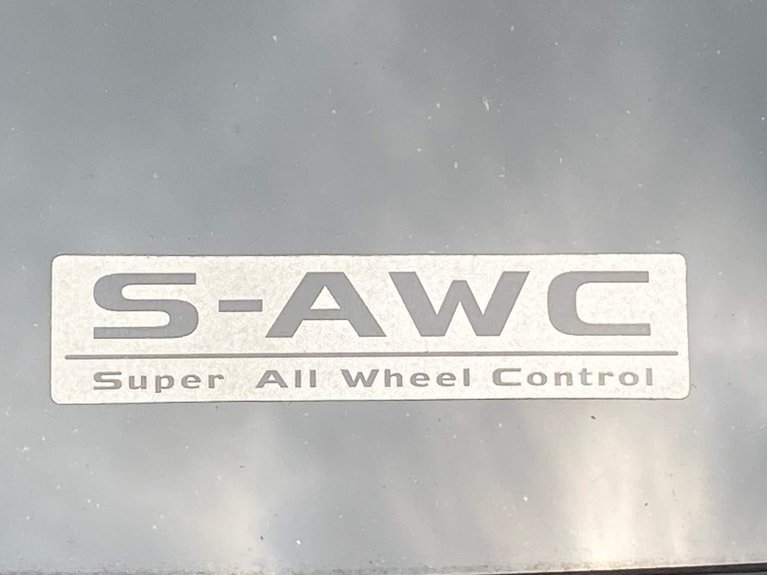 S-AWC
Super All Wheel Control